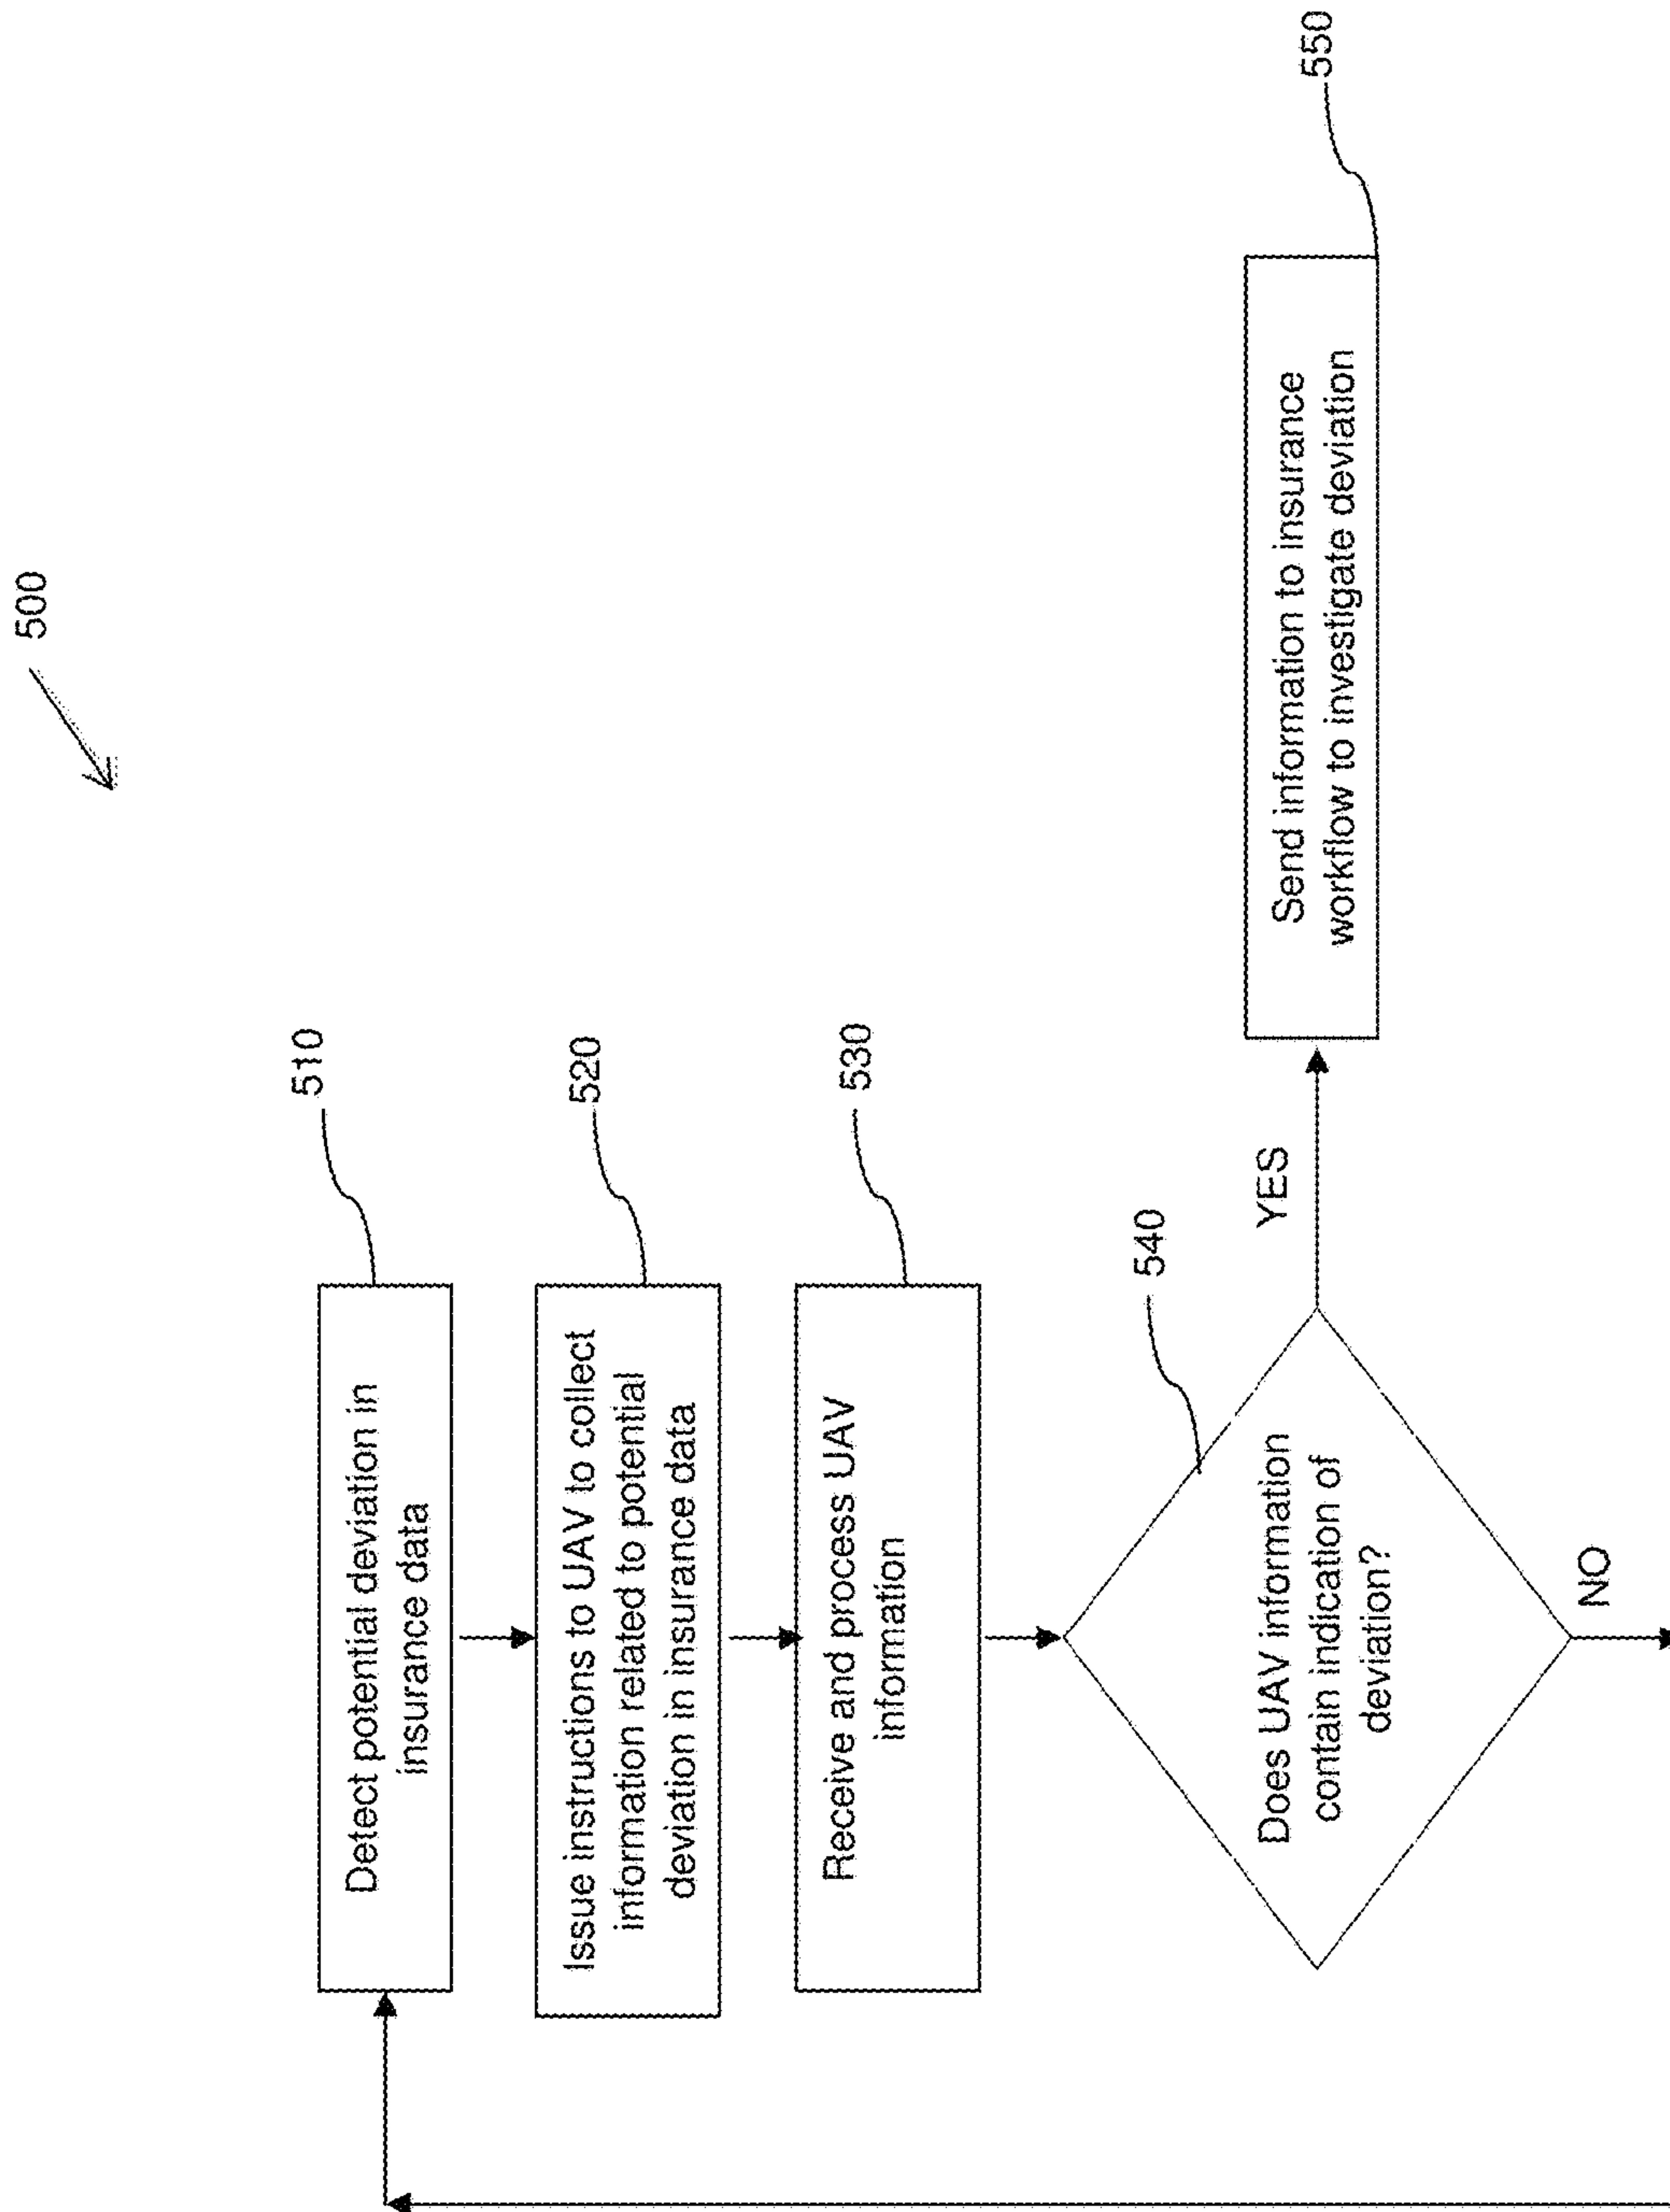 500
510
Detect potential deviation in
insurance data
520
Issue instructions to UAV to collect
information related to potential
deviation in insurance data
530
Receive and process UAV
information
540
Does UAV information
contain indication of
deviation?
YES
550
Send information to insurance
workflow to investigate deviation
NO